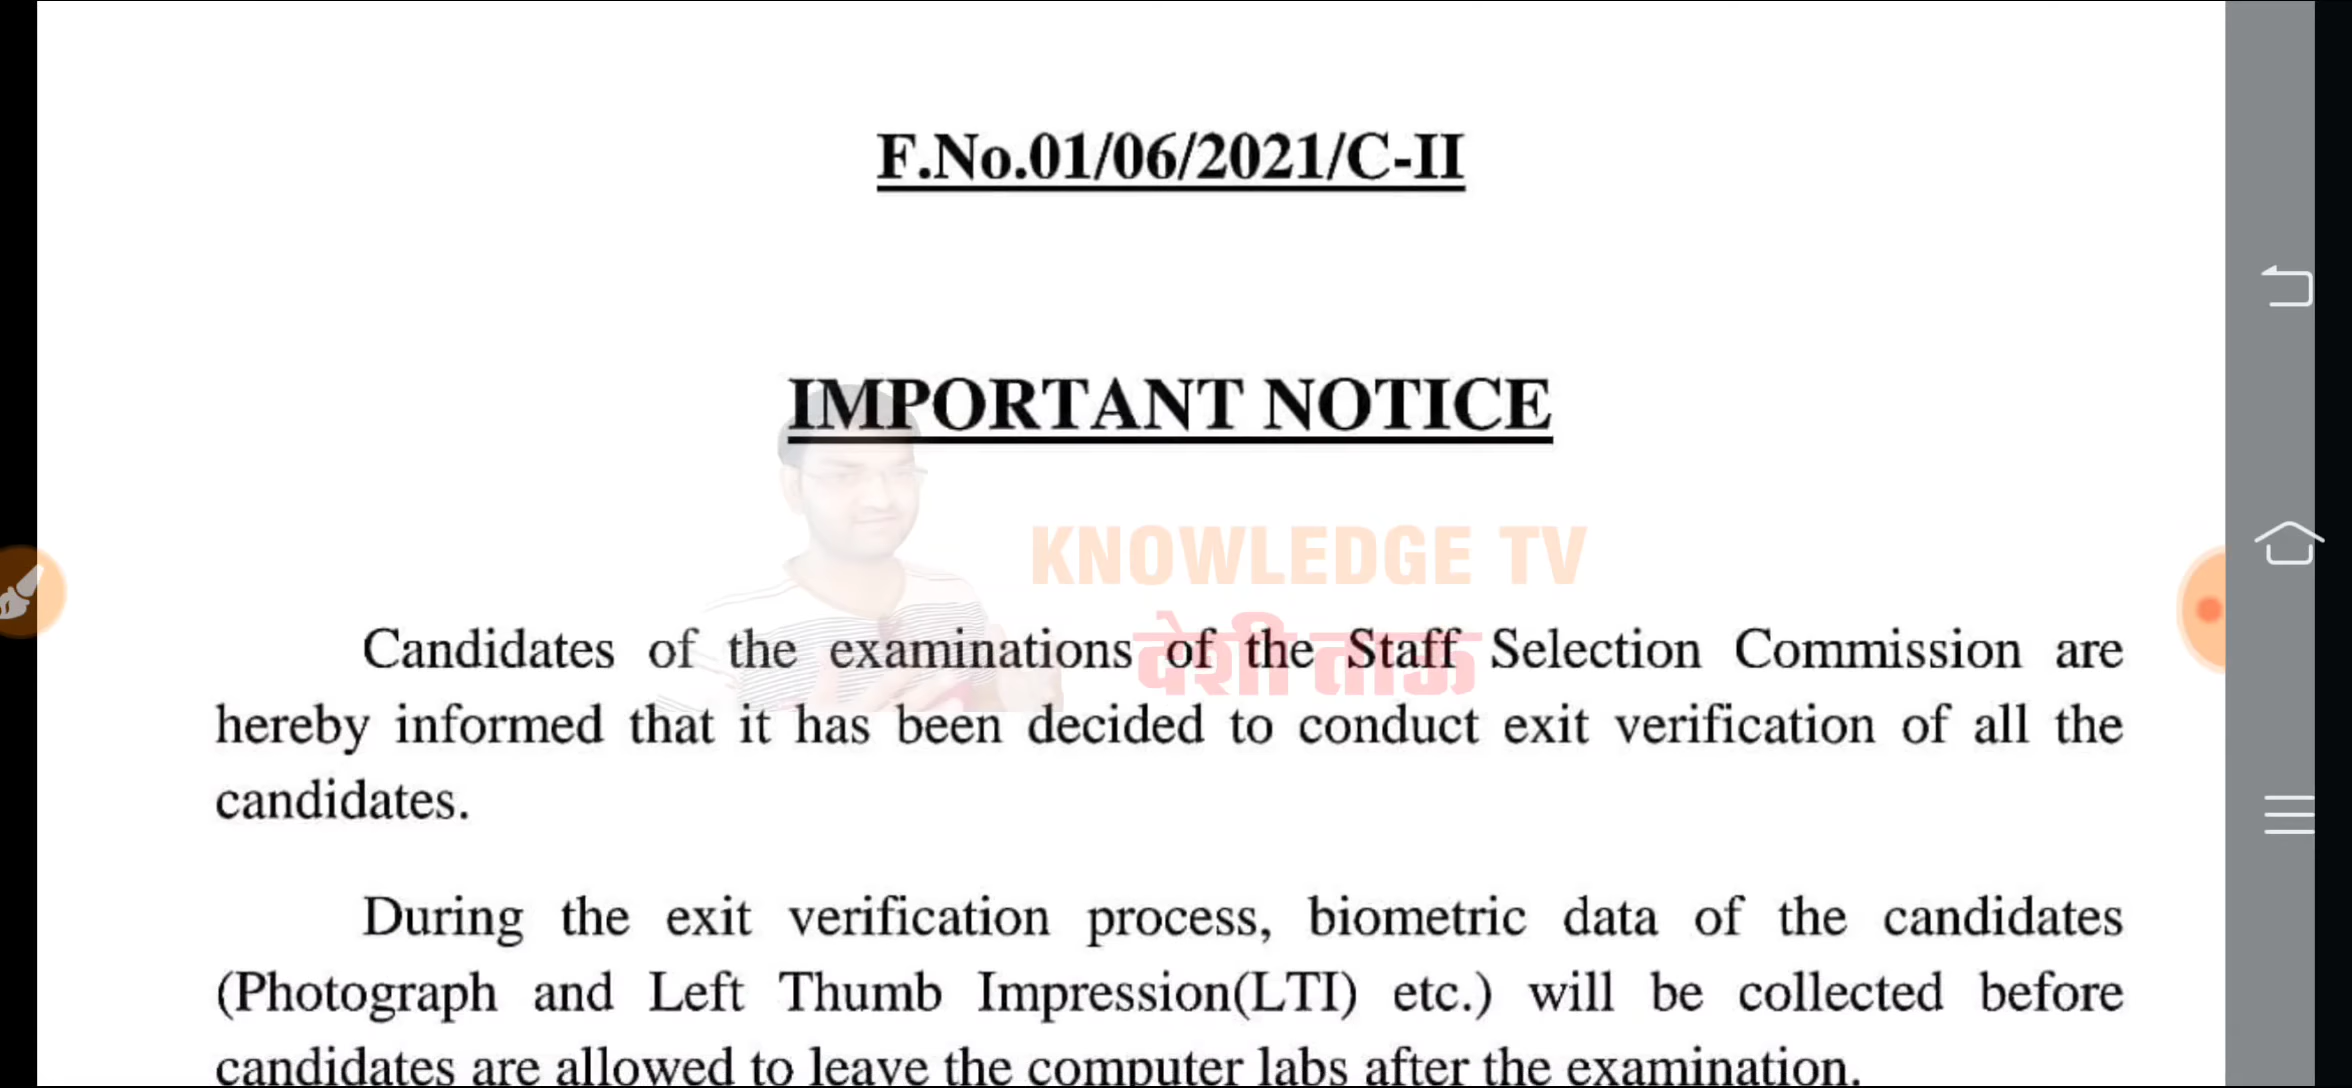 F.No.01/06/2021/C-II
IMPORTANT NOTICE
KNOWLEDGE TV
देशी ताऊ
Candidates of the examinations of the Staff Selection Commission are
hereby informed that it has been decided to conduct exit verification of all the
candidates.
During the exit verification process, biometric data of the candidates
(Photograph and Left Thumb Impression(LTI) etc.) will be collected before
candidates are allowed to leave the computer labs after the examination.